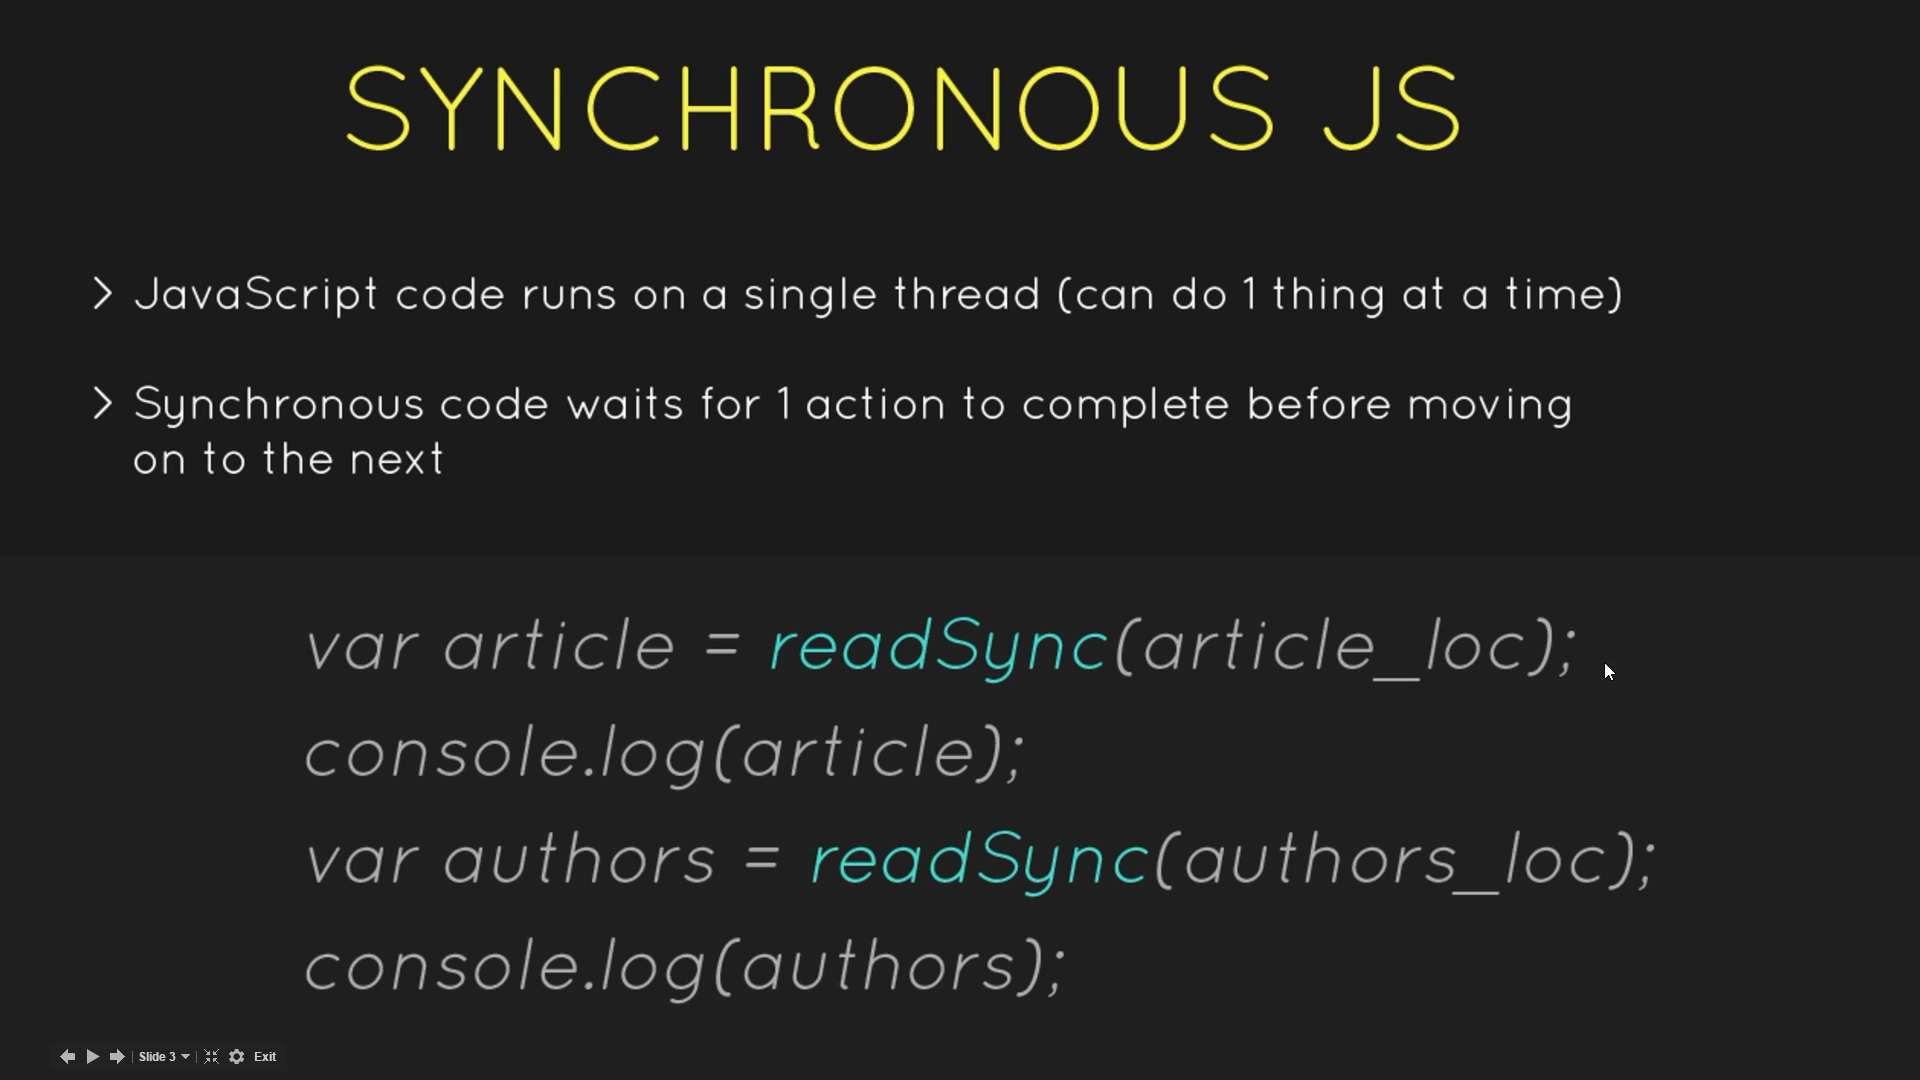 SYNCHRONOUS JS
> JavaScript code runs on a single thread (can do 1 thing at a time)
> Synchronous code waits for 1 action to complete before moving
on to the next
var article = readSync(article_loc);
console.log(article);
var authors = readSync(authors_loc);
console.log(authors);
Slide 3 Exit